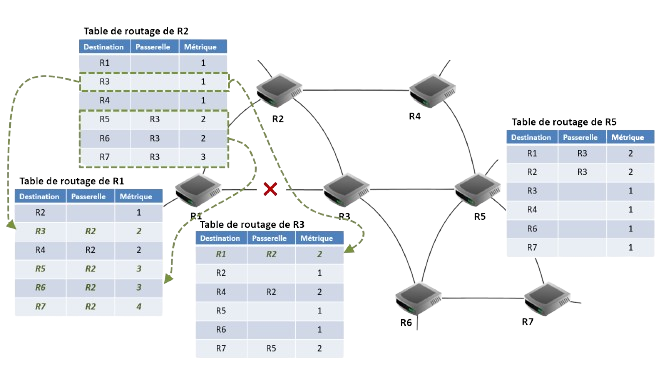 Table de routage de R2
Destination Passerelle Métrique
R1 1
R3 1
R4 1
R5 R3 2
R6 R3 2
R7 R3 3
R2
R4
Table de routage de R5
Destination Passerelle Métrique
R1 R3 2
R2 R3 2
R3 1
R4 1
R6 1
R7 1
Table de routage de R1
Destination Passerelle Métrique
R2 1
R3 R2 2
R4 R2 2
R5 R2 3
R6 R2 3
R7 R2 4
R1
R3
R5
Table de routage de R3
Destination Passerelle Métrique
R1 R2 2
R2 1
R4 R2 2
R5 1
R6 1
R7 R5 2
R6
R7